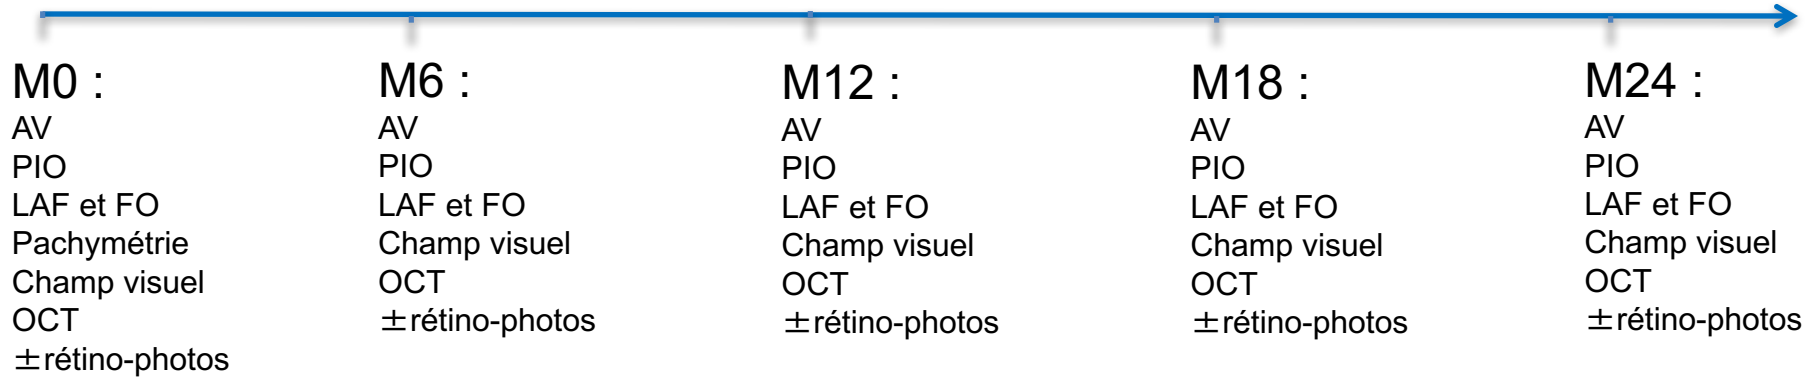 M0 :
AV
PIO
LAF et FO
Pachymétrie
Champ visuel
OCT
±rétino-photos
M6 :
AV
PIO
LAF et FO
Champ visuel
OCT
±rétino-photos
M12 :
AV
PIO
LAF et FO
Champ visuel
OCT
±rétino-photos
M18 :
AV
PIO
LAF et FO
Champ visuel
OCT
±rétino-photos
M24 :
AV
PIO
LAF et FO
Champ visuel
OCT
±rétino-photos